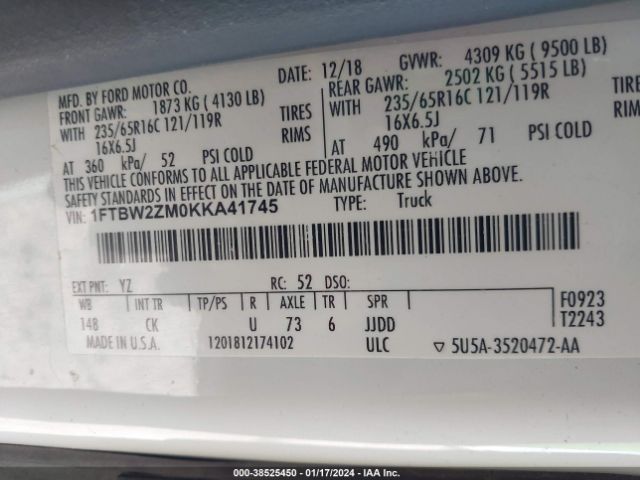 MFG. BY FORD MOTOR CO. DATE: 12/18 GVWR: 4309 KG ( 9500 LB)
FRONT GAWR: 1873 KG ( 4130 LB) REAR GAWR: 2502 KG ( 5515 LB)
WITH 235/65R16C 121/119R TIRES WITH 235/65R16C 121/119R TIRES
16X6.5J RIMS 16X6.5J RIMS
AT 360 kPa/ 52 PSI COLD AT 490 kPa/ 71 PSI COLD
THIS VEHICLE CONFORMS TO ALL APPLICABLE FEDERAL MOTOR VEHICLE
SAFETY STANDARDS IN EFFECT ON THE DATE OF MANUFACTURE SHOWN ABOVE.
VIN: 1FTBW2ZM0KKA41745 TYPE: Truck
EXT PNT: YZ RC: 52 DSO:
WB INT TR TP/PS R AXLE TR SPR F0923
148 CK U 73 6 JJDD T2243
MADE IN U.S.A. 1201812174102 ULC ▽ 5U5A-3520472-AA
000-38525450 - 01/17/2024 - IAA Inc.